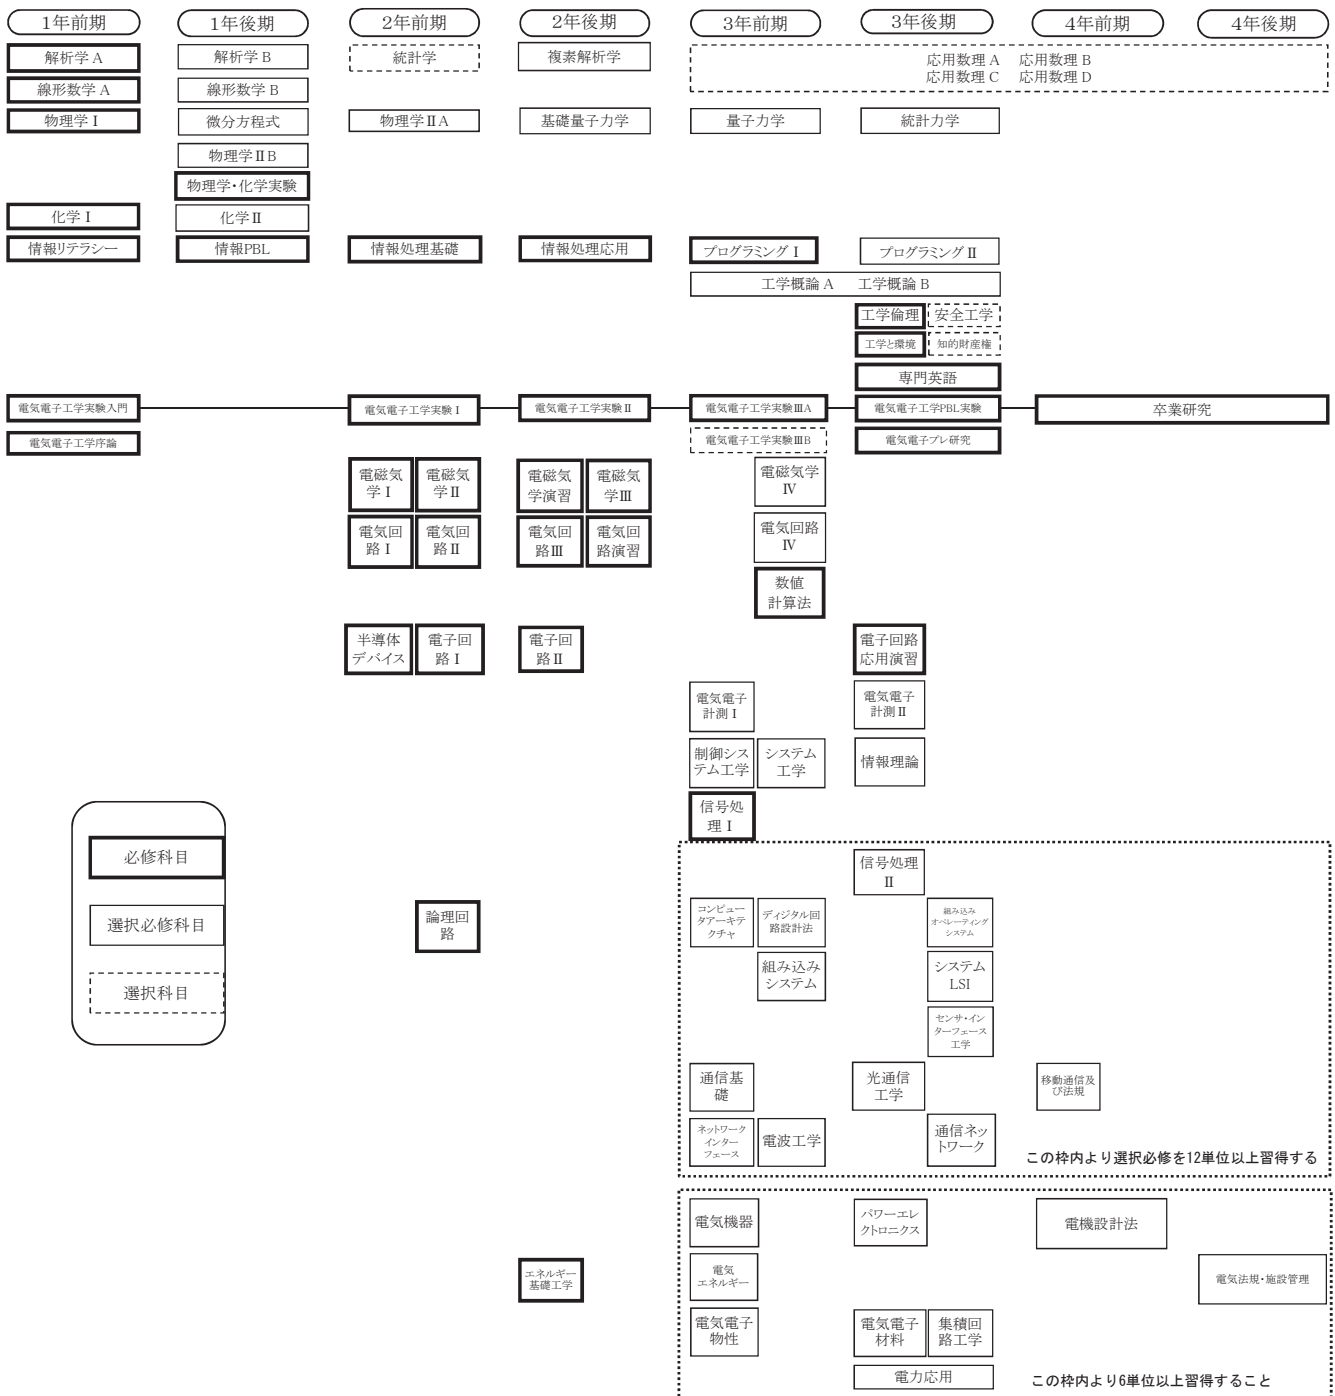 1年前期
1年後期
2年前期
2年後期
3年前期
3年後期
4年前期
4年後期
解析学 A
解析学 B
統計学
複素解析学
応用数理 A 応用数理 B
応用数理 C 応用数理 D
線形数学 A
線形数学 B
物理学 I
微分方程式
物理学ⅡA
基礎量子力学
量子力学
統計力学
物理学ⅡB
物理学・化学実験
化学 I
化学Ⅱ
情報リテラシー
情報PBL
情報処理基礎
情報処理応用
プログラミング I
プログラミングⅡ
工学概論 A 工学概論 B
工学倫理
安全工学
工学と環境
知的財産権
専門英語
電気電子工学実験入門
電気電子工学実験 I
電気電子工学実験Ⅱ
電気電子工学実験ⅢA
電気電子工学PBL実験
卒業研究
電気電子工学序論
電気電子工学実験ⅢB
電気電子プレ研究
電磁気
学 I
電磁気
学Ⅱ
電磁気
学演習
電磁気
学Ⅲ
電磁気学
Ⅳ
電気回
路 I
電気回
路Ⅱ
電気回
路Ⅲ
電気回
路演習
電気回路
Ⅳ
数値
計算法
半導体
デバイス
電子回
路 I
電子回
路Ⅱ
電子回路
応用演習
電気電子
計測 I
電気電子
計測Ⅱ
制御シス
テム工学
システム
工学
情報理論
信号処
理 I
必修科目
選択必修科目
選択科目
信号処理
Ⅱ
論理回
路
コンピュー
タアーキテ
クチャ
ディジタル回
路設計法
組み込み
オペレーティング
システム
組み込み
システム
システム
LSI
センサ・イン
ターフェース
工学
通信基
礎
光通信
工学
移動通信及
び法規
ネットワーク
インター
フェース
電波工学
通信ネッ
トワーク
この枠内より選択必修を12単位以上習得する
電気機器
パワーエレ
クトロニクス
電機設計法
エネルギー
基礎工学
電気
エネルギー
電気法規・施設管理
電気電子
物性
電気電子
材料
集積回
路工学
電力応用
この枠内より6単位以上習得すること